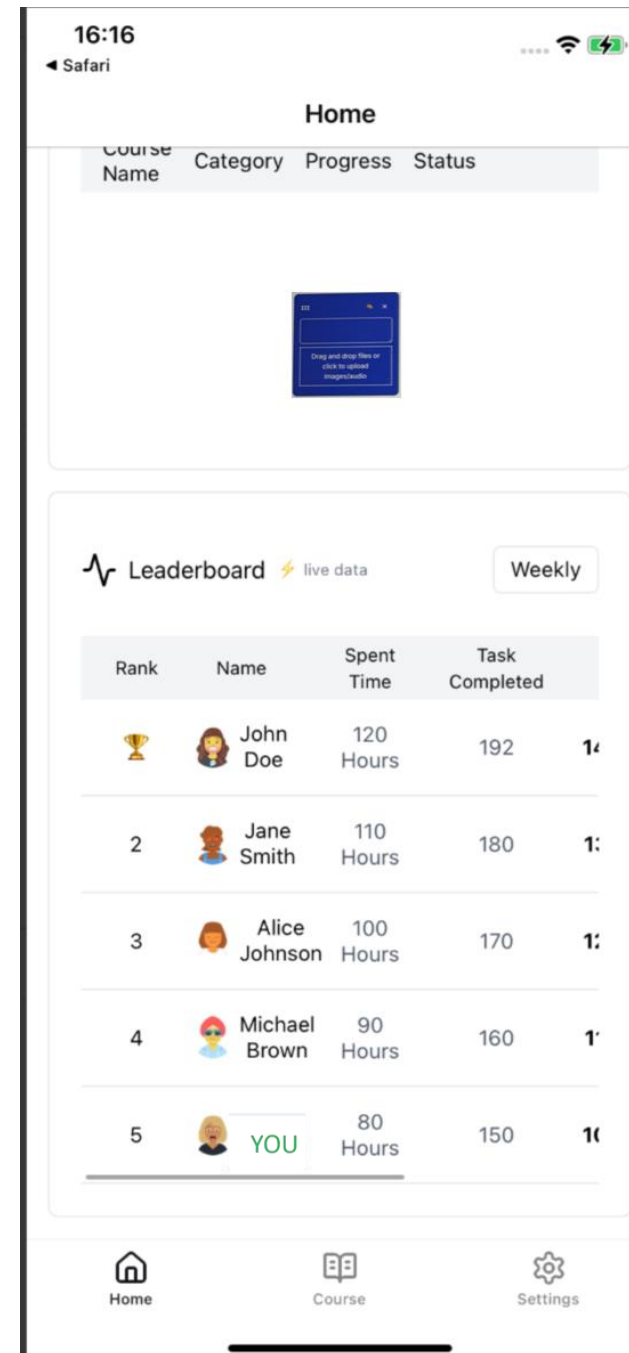 16:16
◀ Safari
Home
Course
Name
Category
Progress
Status
Drag and drop files or
click to upload
images/audio
Leaderboard ⚡ live data
Weekly
Rank
Name
Spent
Time
Task
Completed
John
Doe
120
Hours
192
2
Jane
Smith
110
Hours
180
3
Alice
Johnson
100
Hours
170
4
Michael
Brown
90
Hours
160
5
YOU
80
Hours
150
Home
Course
Settings